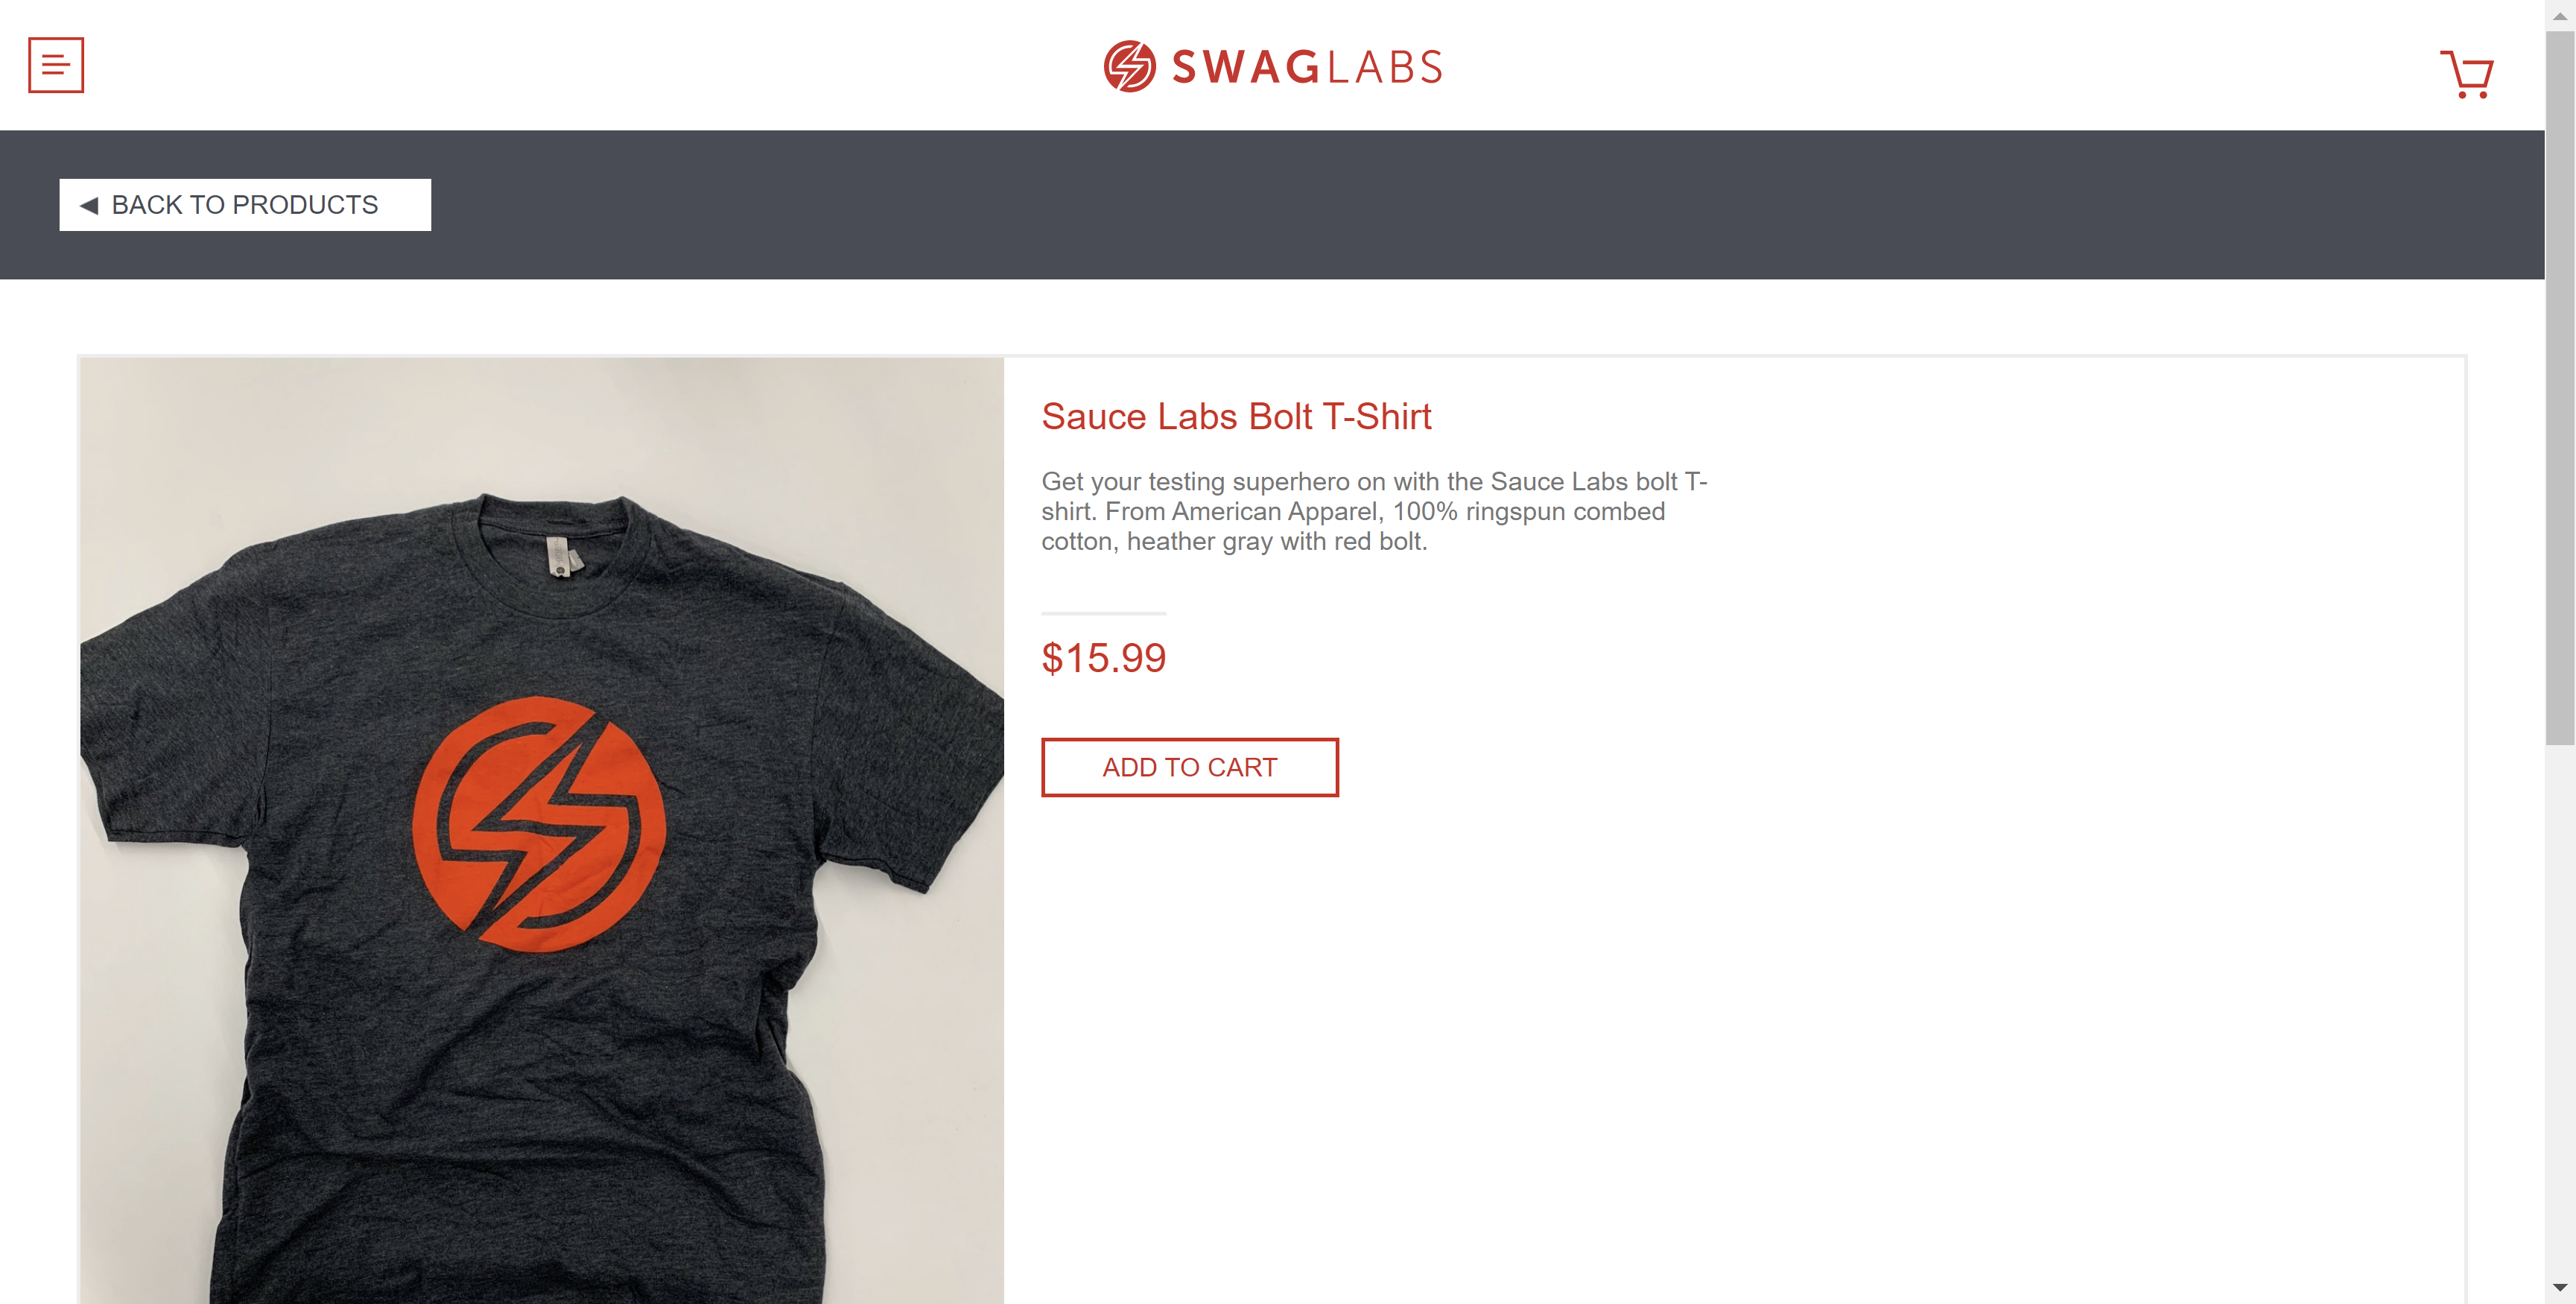 SWAGLABS
BACK TO PRODUCTS
Sauce Labs Bolt T-Shirt
Get your testing superhero on with the Sauce Labs bolt T-
shirt. From American Apparel, 100% ringspun combed
cotton, heather gray with red bolt.
$15.99
ADD TO CART